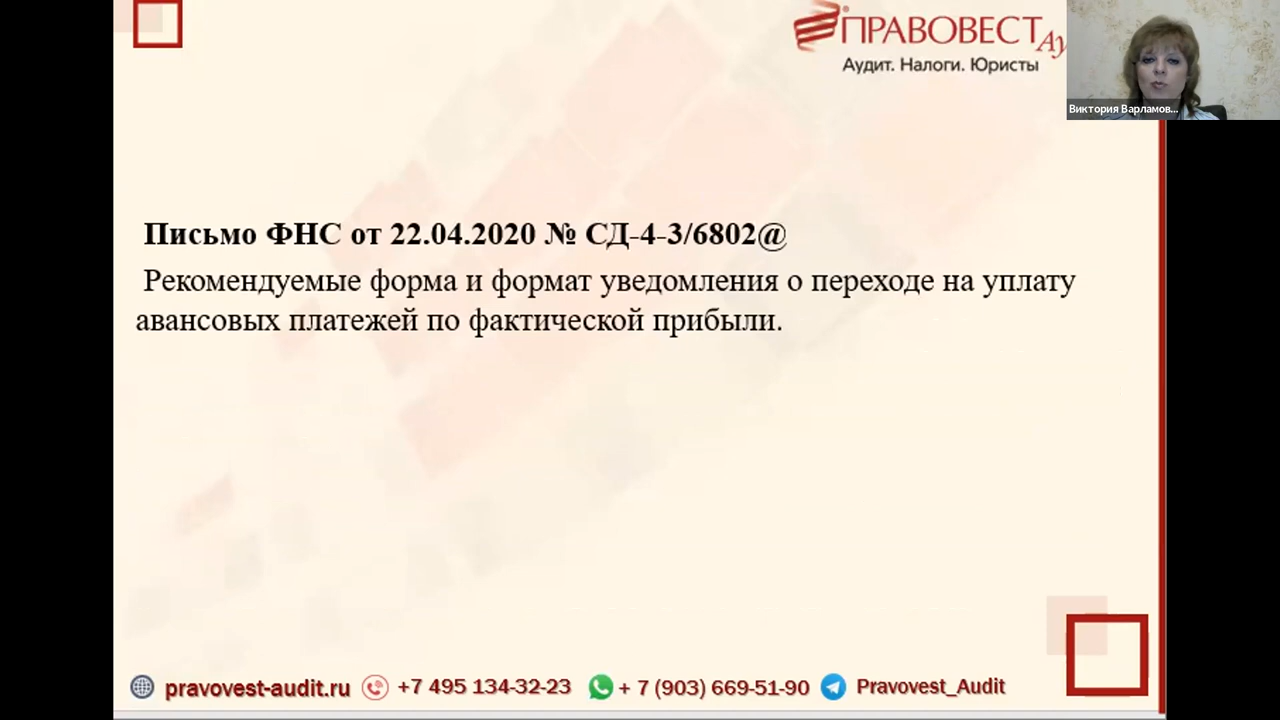 ПРАВОВЕСТ
Аудит. Налоги. Юристы
Виктория Варламов...
Письмо ФНС от 22.04.2020 № СД-4-3/6802@
Рекомендуемые форма и формат уведомления о переходе на уплату
авансовых платежей по фактической прибыли.
pravovest-audit.ru +7 495 134-32-23 + 7 (903) 669-51-90 Pravovest_Audit